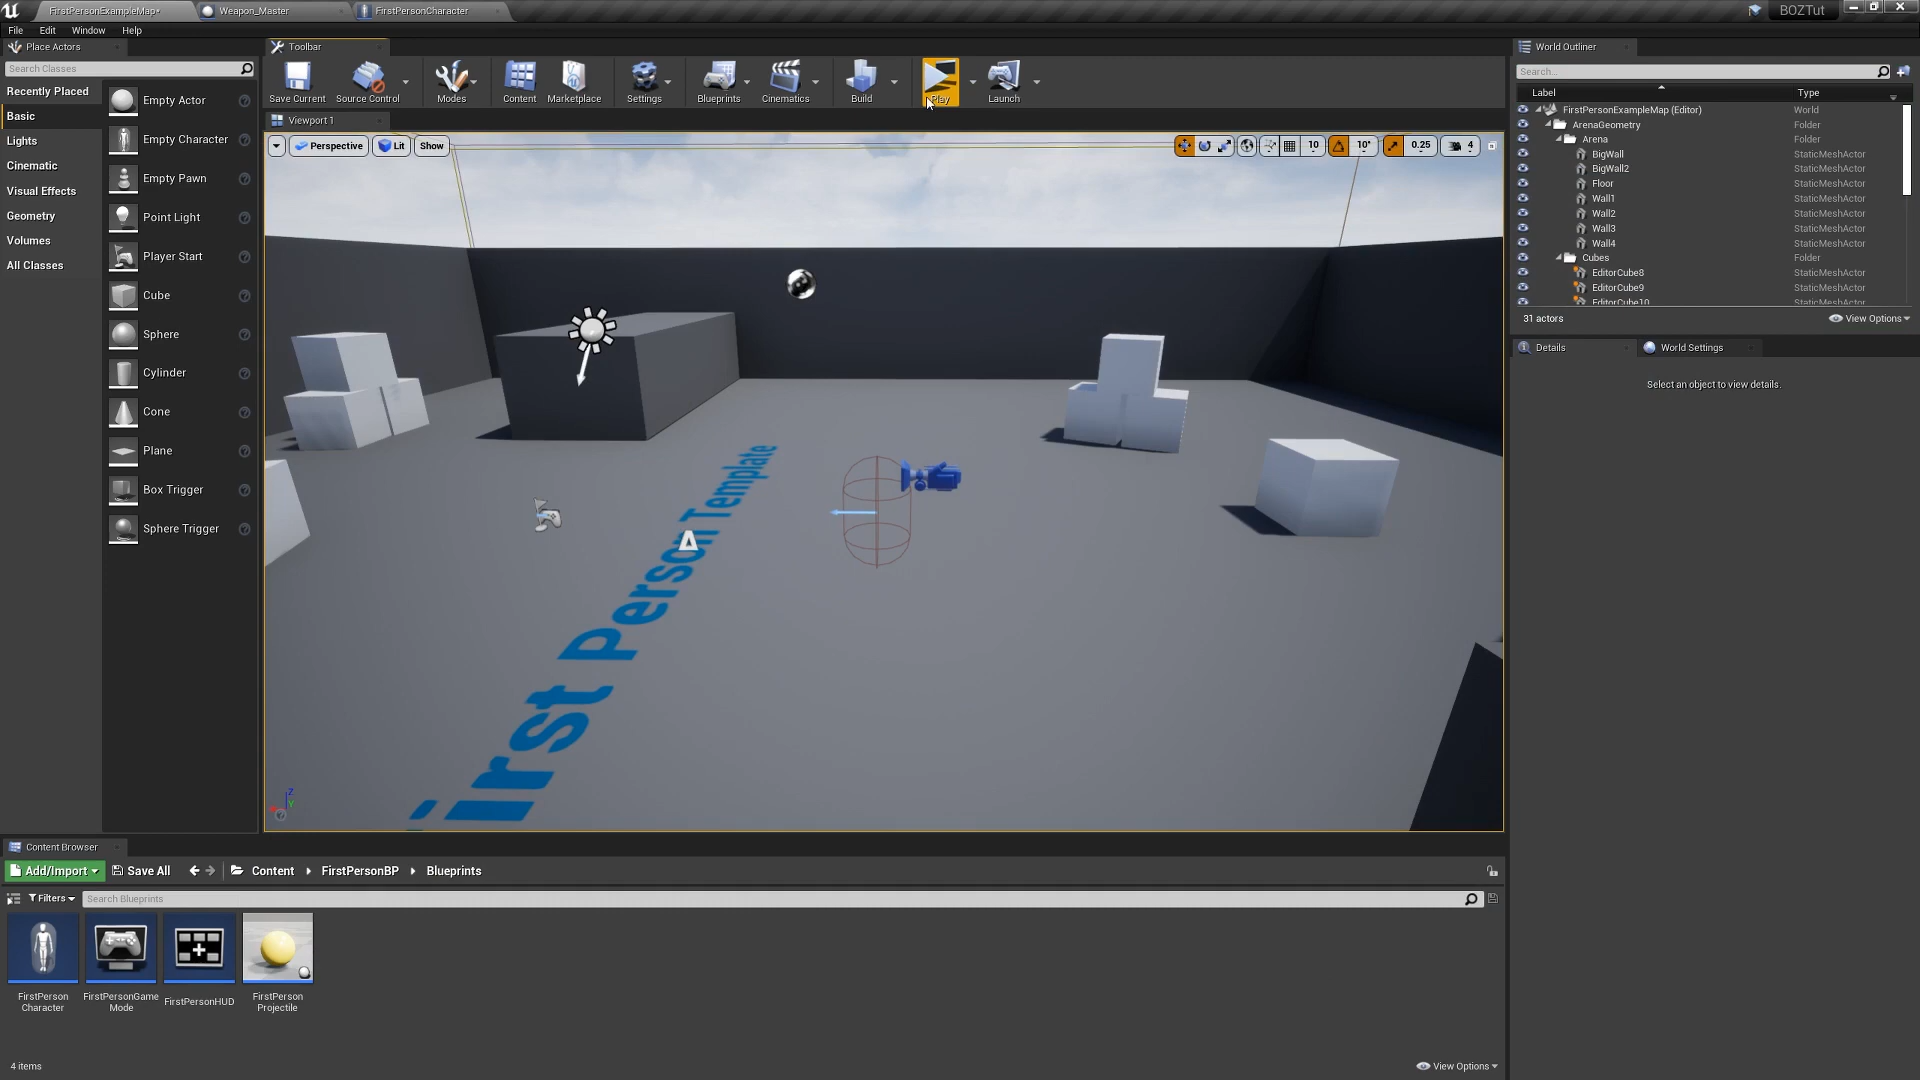 FirstPersonExampleMap*
Weapon_Master
FirstPersonCharacter
BOZTut
File
Edit
Window
Help
Place Actors
Toolbar
World Outliner
Search Classes
Recently Placed
Basic
Lights
Cinematic
Visual Effects
Geometry
Volumes
All Classes
Empty Actor
Empty Character
Empty Pawn
Point Light
Player Start
Cube
Sphere
Cylinder
Cone
Plane
Box Trigger
Sphere Trigger
Save Current
Source Control
Modes
Content
Marketplace
Settings
Blueprints
Cinematics
Build
Play
Launch
Viewport 1
Perspective
Lit
Show
10
10°
0.25
4
First Person Template
Search...
Label
Type
FirstPersonExampleMap (Editor)
World
ArenaGeometry
Folder
Arena
Folder
BigWall
StaticMeshActor
BigWall2
StaticMeshActor
Floor
StaticMeshActor
Wall1
StaticMeshActor
Wall2
StaticMeshActor
Wall3
StaticMeshActor
Wall4
StaticMeshActor
Cubes
Folder
EditorCube8
StaticMeshActor
EditorCube9
StaticMeshActor
EditorCube10
StaticMeshActor
31 actors
View Options
Details
World Settings
Select an object to view details.
Content Browser
Add/Import
Save All
Content
FirstPersonBP
Blueprints
Filters
Search Blueprints
FirstPerson
Character
FirstPersonGame
Mode
FirstPersonHUD
FirstPerson
Projectile
4 items
View Options